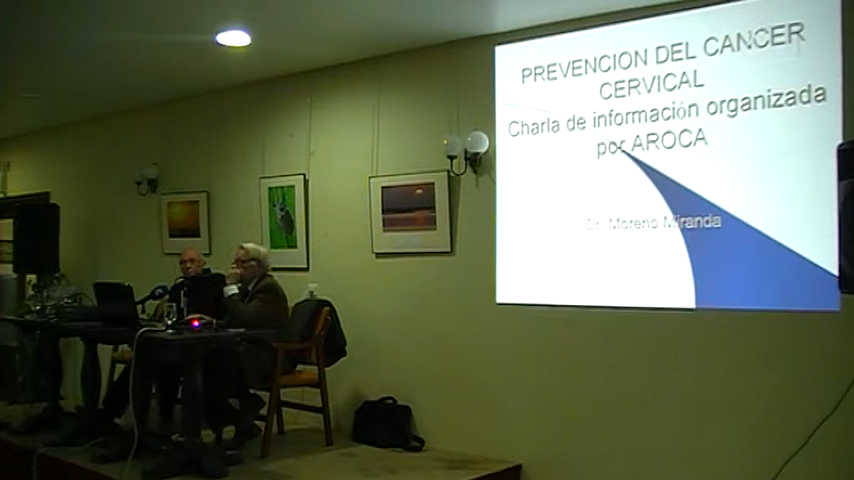 PREVENCION DEL CANCER
CERVICAL
Charla de información organizada
por AROCA
Dr. Moreno Miranda